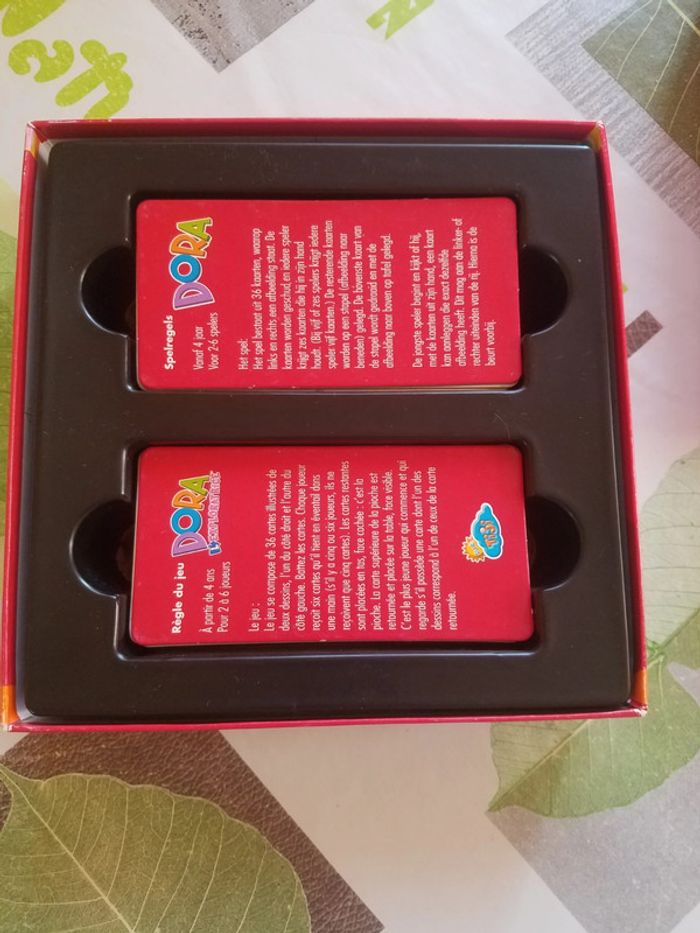 Règle du jeu DORA
L'EXPLORATRICE
À partir de 4 ans
Pour 2 à 6 joueurs
Le jeu :
Le jeu se compose de 36 cartes illustrées de
deux dessins, l'un du côté droit et l'autre du
côté gauche. Battez les cartes. Chaque joueur
reçoit six cartes qu'il tient en éventail dans
une main (s'il y a cinq ou six joueurs, ils ne
reçoivent que cinq cartes). Les cartes restantes
sont placées en tas, face cachée : c'est la
pioche. La carte supérieure de la pioche est
retournée et placée sur la table, face visible.
C'est le plus jeune joueur qui commence et qui
regarde s'il possède une carte dont l'un des
dessins correspond à l'un de ceux de la carte
retournée.
Spelregels
DORA
Vanaf 4 jaar
Voor 2-6 spelers
Het spel:
Het spel bestaat uit 36 kaarten, waarop
links en rechts een afbeelding staat. De
kaarten worden geschud en iedere speler
krijgt zes kaarten die hij in zijn hand
houdt. (Bij vijf of zes spelers krijgt iedere
speler vijf kaarten.) De resterende kaarten
worden op een stapel (afbeelding naar
beneden) gelegd. De bovenste kaart van
de stapel wordt gedraaid en met de
afbeelding naar boven op tafel gelegd.
De jongste speler begint en kijkt of hij,
met de kaarten uit zijn hand, een kaart
kan aanleggen die exact dezelfde
afbeelding heeft. Dit mag aan de linker- of
rechter uiteinden van de rij. Hierna is de
beurt voorbij.